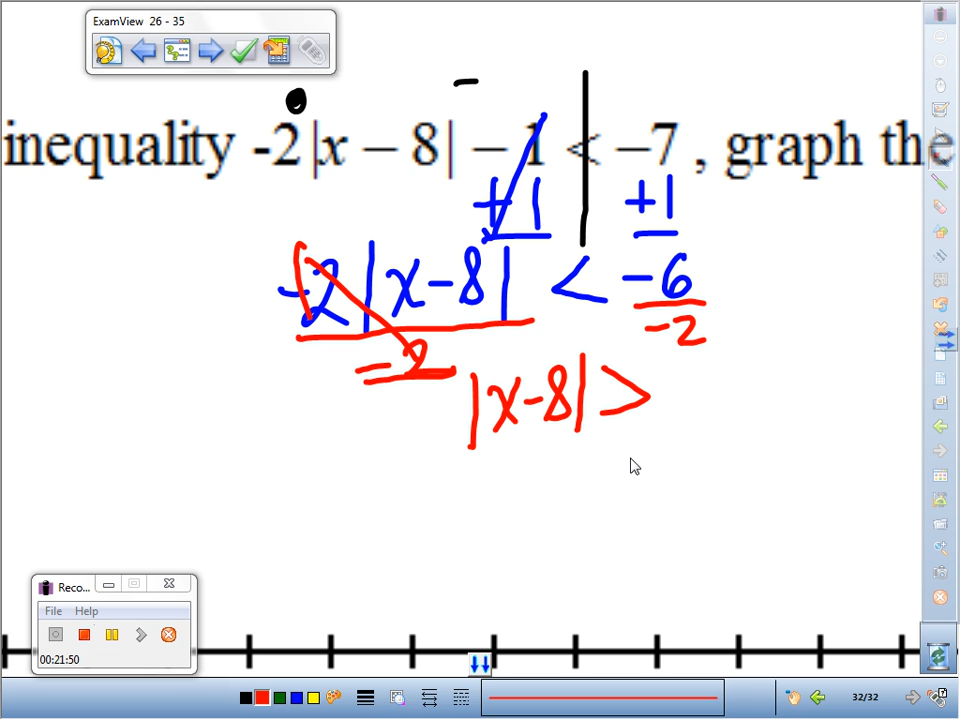 ExamView 26 - 35
inequality -2|x − 8| − 1 < −7 , graph the
+1 +1
-2|x-8| < -6
-2 -2
|x-8| >
Reco...
File Help
00:21:50
32/32